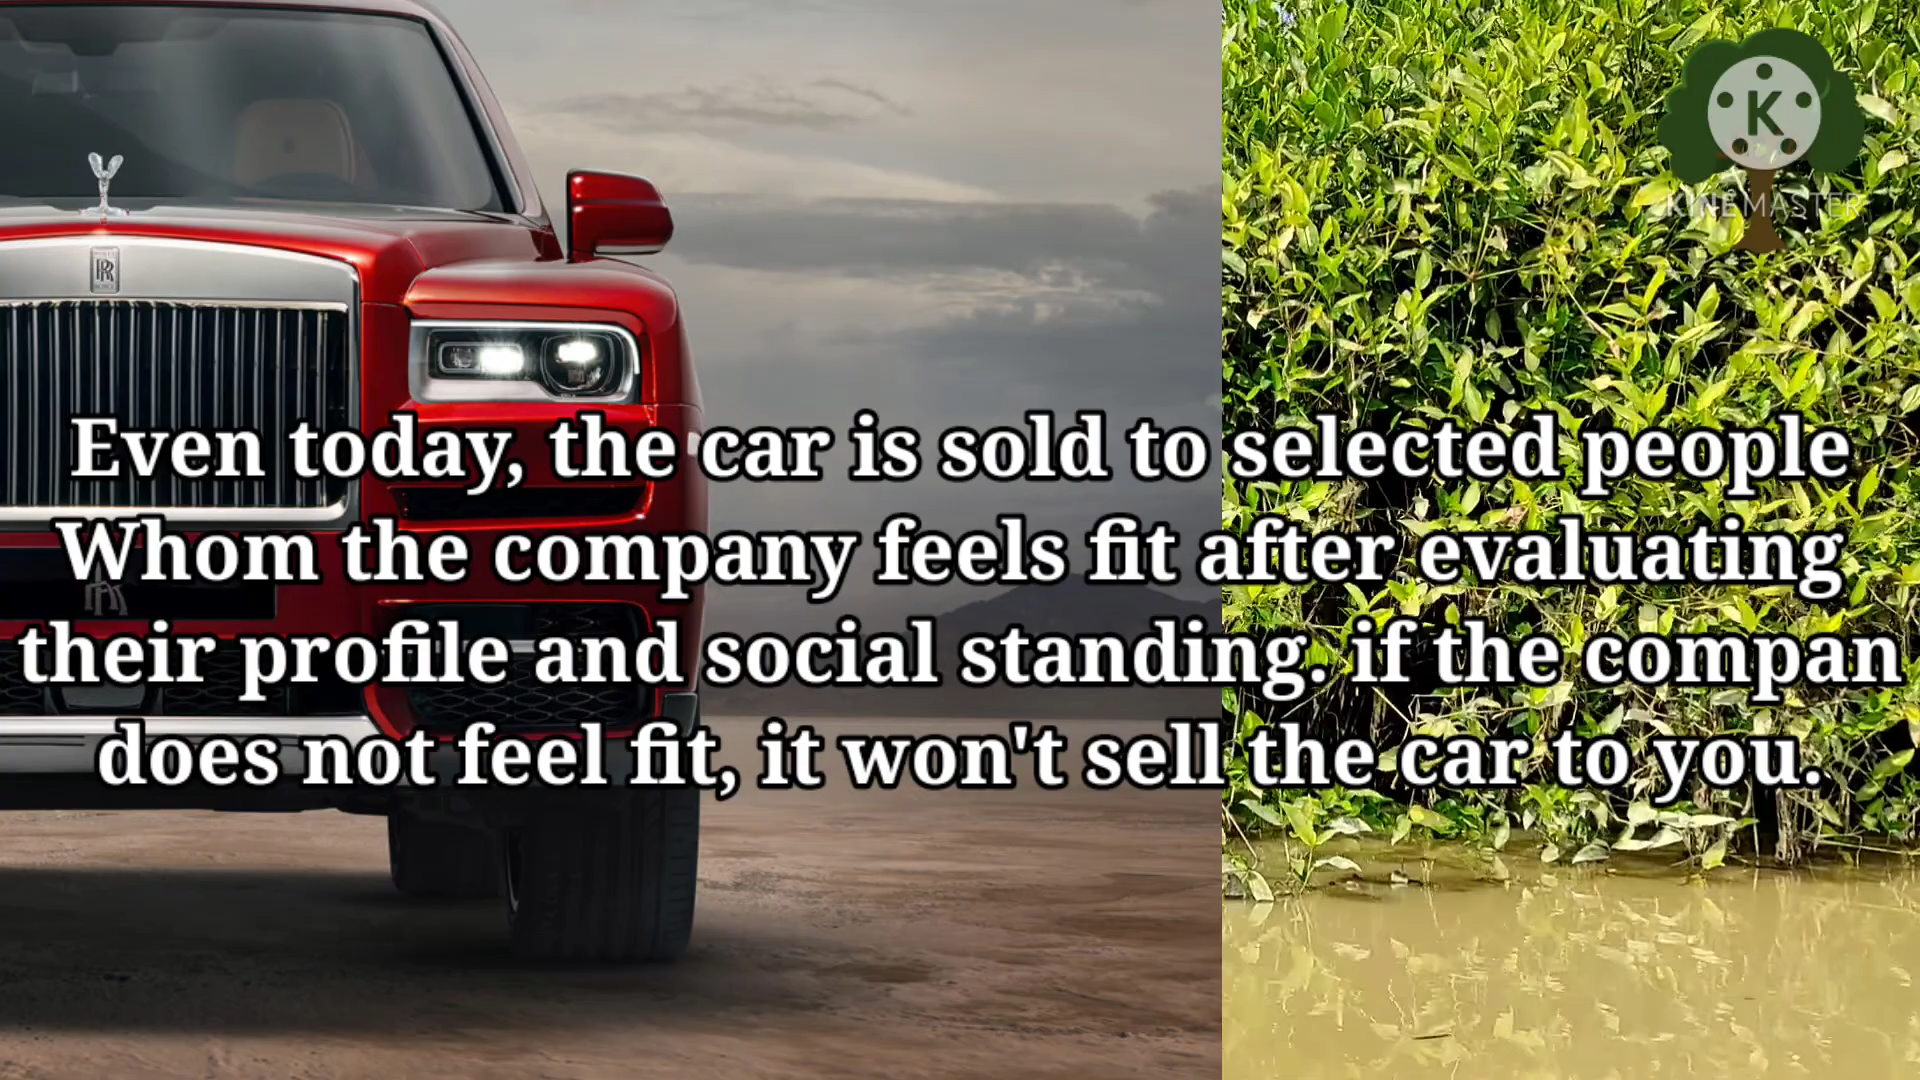 K
KINEMASTER
R
Even today, the car is sold to selected people
Whom the company feels fit after evaluating
their profile and social standing. if the compan
does not feel fit, it won't sell the car to you.